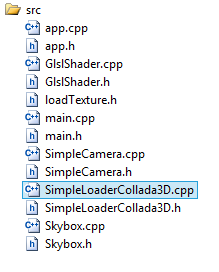 src
app.cpp
app.h
GlslShader.cpp
GlslShader.h
loadTexture.h
main.cpp
main.h
SimpleCamera.cpp
SimpleCamera.h
SimpleLoaderCollada3D.cpp
SimpleLoaderCollada3D.h
Skybox.cpp
Skybox.h